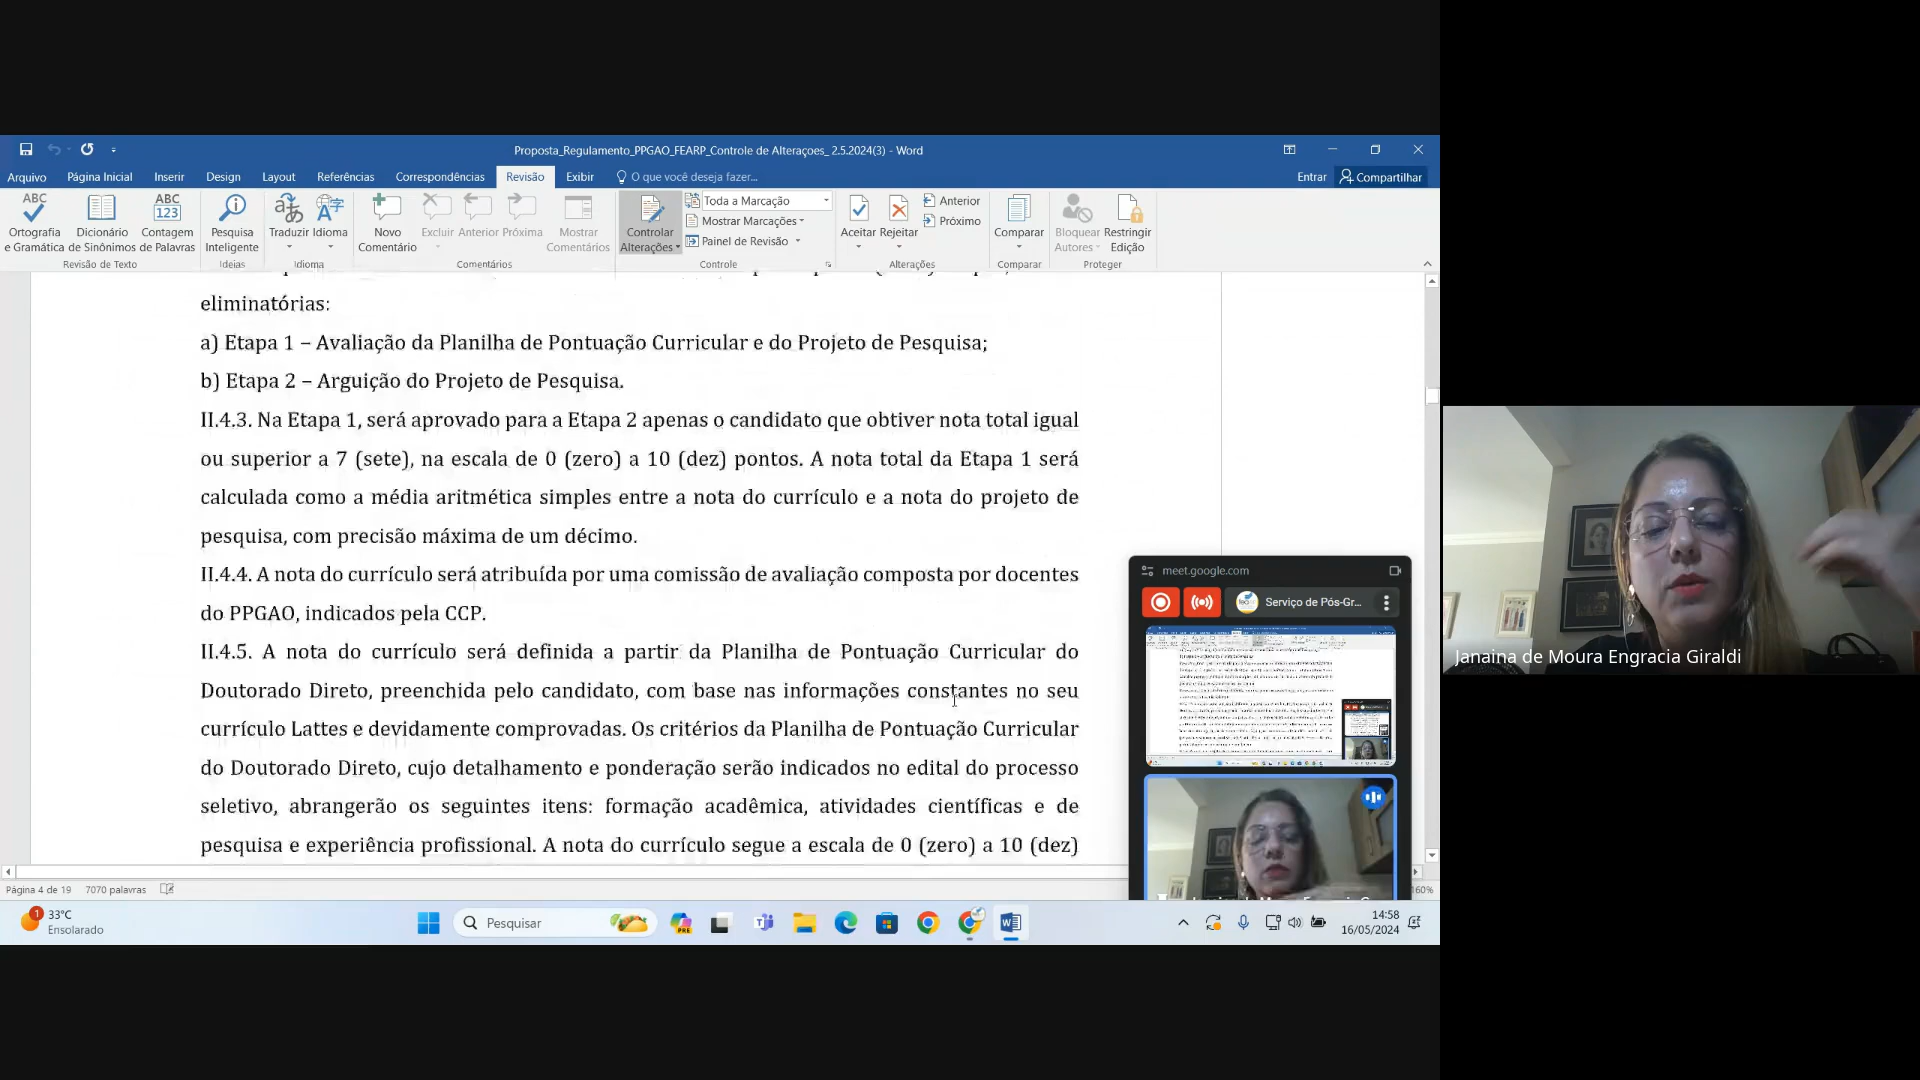 Proposta_Regulamento_PPGAO_FEARP_Controle de Alterações_ 2.5.2024(3) - Word
Arquivo Página Inicial Inserir Design Layout Referências Correspondências Revisão Exibir O que você deseja fazer... Entrar Compartilhar
Ortografia e Gramática
Dicionário de Sinônimos
Contagem de Palavras
Revisão de Texto
Pesquisa Inteligente
Ideias
Traduzir
Idioma
Idioma
Novo Comentário
Excluir
Anterior
Próxima
Mostrar Comentários
Comentários
Controlar Alterações
Toda a Marcação
Mostrar Marcações
Painel de Revisão
Controle
Aceitar
Rejeitar
Anterior
Próximo
Alterações
Comparar
Comparar
Bloquear Autores
Restringir Edição
Proteger
eliminatórias:
a) Etapa 1 – Avaliação da Planilha de Pontuação Curricular e do Projeto de Pesquisa;
b) Etapa 2 – Arguição do Projeto de Pesquisa.
II.4.3. Na Etapa 1, será aprovado para a Etapa 2 apenas o candidato que obtiver nota total igual
ou superior a 7 (sete), na escala de 0 (zero) a 10 (dez) pontos. A nota total da Etapa 1 será
calculada como a média aritmética simples entre a nota do currículo e a nota do projeto de
pesquisa, com precisão máxima de um décimo.
II.4.4. A nota do currículo será atribuída por uma comissão de avaliação composta por docentes
do PPGAO, indicados pela CCP.
II.4.5. A nota do currículo será definida a partir da Planilha de Pontuação Curricular do
Doutorado Direto, preenchida pelo candidato, com base nas informações constantes no seu
currículo Lattes e devidamente comprovadas. Os critérios da Planilha de Pontuação Curricular
do Doutorado Direto, cujo detalhamento e ponderação serão indicados no edital do processo
seletivo, abrangerão os seguintes itens: formação acadêmica, atividades científicas e de
pesquisa e experiência profissional. A nota do currículo segue a escala de 0 (zero) a 10 (dez)
meet.google.com
Serviço de Pós-Gr...
Janaina de Moura Engracia Giraldi
Página 4 de 19 7070 palavras
160%
1
33°C
Ensolarado
Pesquisar
PRE
14:58
16/05/2024